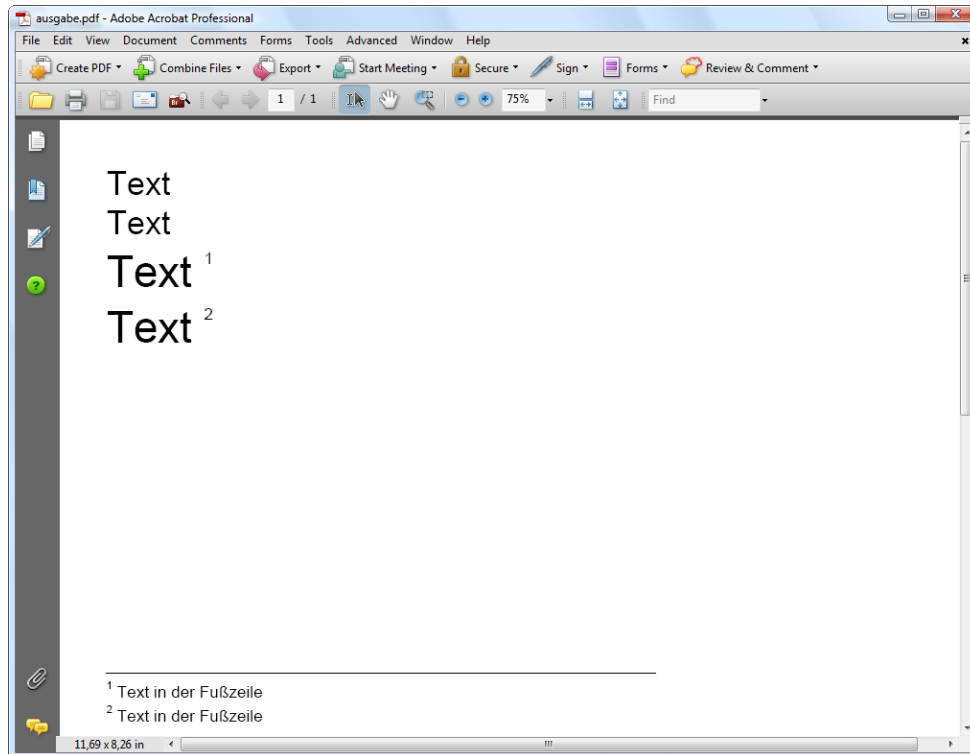 ausgabe.pdf - Adobe Acrobat Professional
File Edit View Document Comments Forms Tools Advanced Window Help
Create PDF Combine Files Export Start Meeting Secure Sign Forms Review & Comment
1 / 1 75% Find
Text
Text
Text 1
Text 2
1 Text in der Fußzeile
2 Text in der Fußzeile
11,69 x 8,26 in